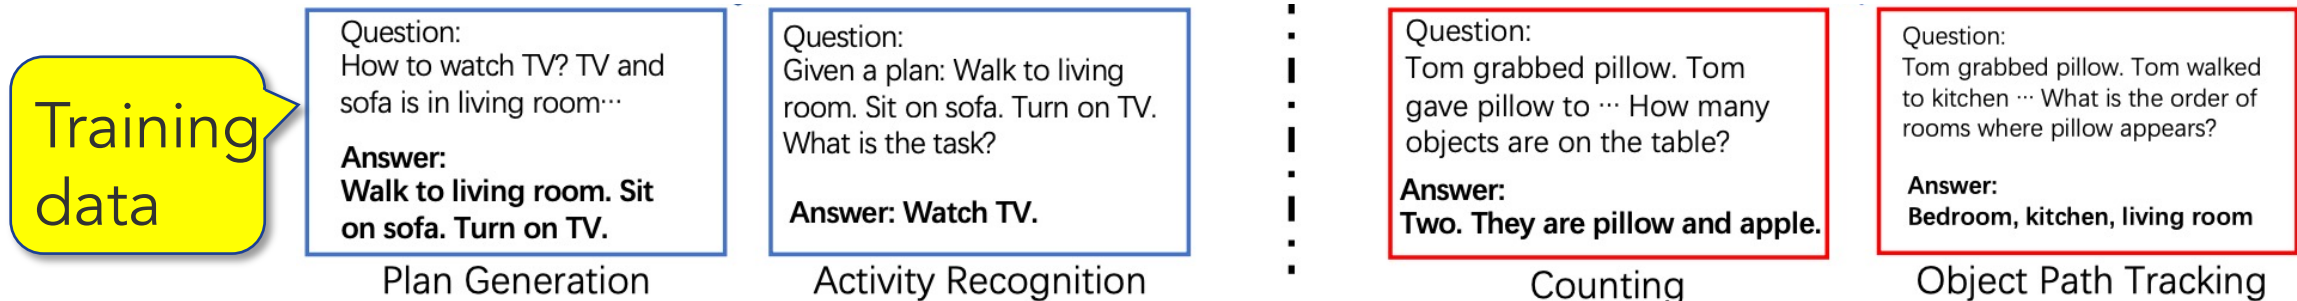 Training
data
Question:
How to watch TV? TV and
sofa is in living room···
Answer:
Walk to living room. Sit
on sofa. Turn on TV.
Plan Generation
Question:
Given a plan: Walk to living
room. Sit on sofa. Turn on TV.
What is the task?
Answer: Watch TV.
Activity Recognition
Question:
Tom grabbed pillow. Tom
gave pillow to ··· How many
objects are on the table?
Answer:
Two. They are pillow and apple.
Counting
Question:
Tom grabbed pillow. Tom walked
to kitchen ··· What is the order of
rooms where pillow appears?
Answer:
Bedroom, kitchen, living room
Object Path Tracking